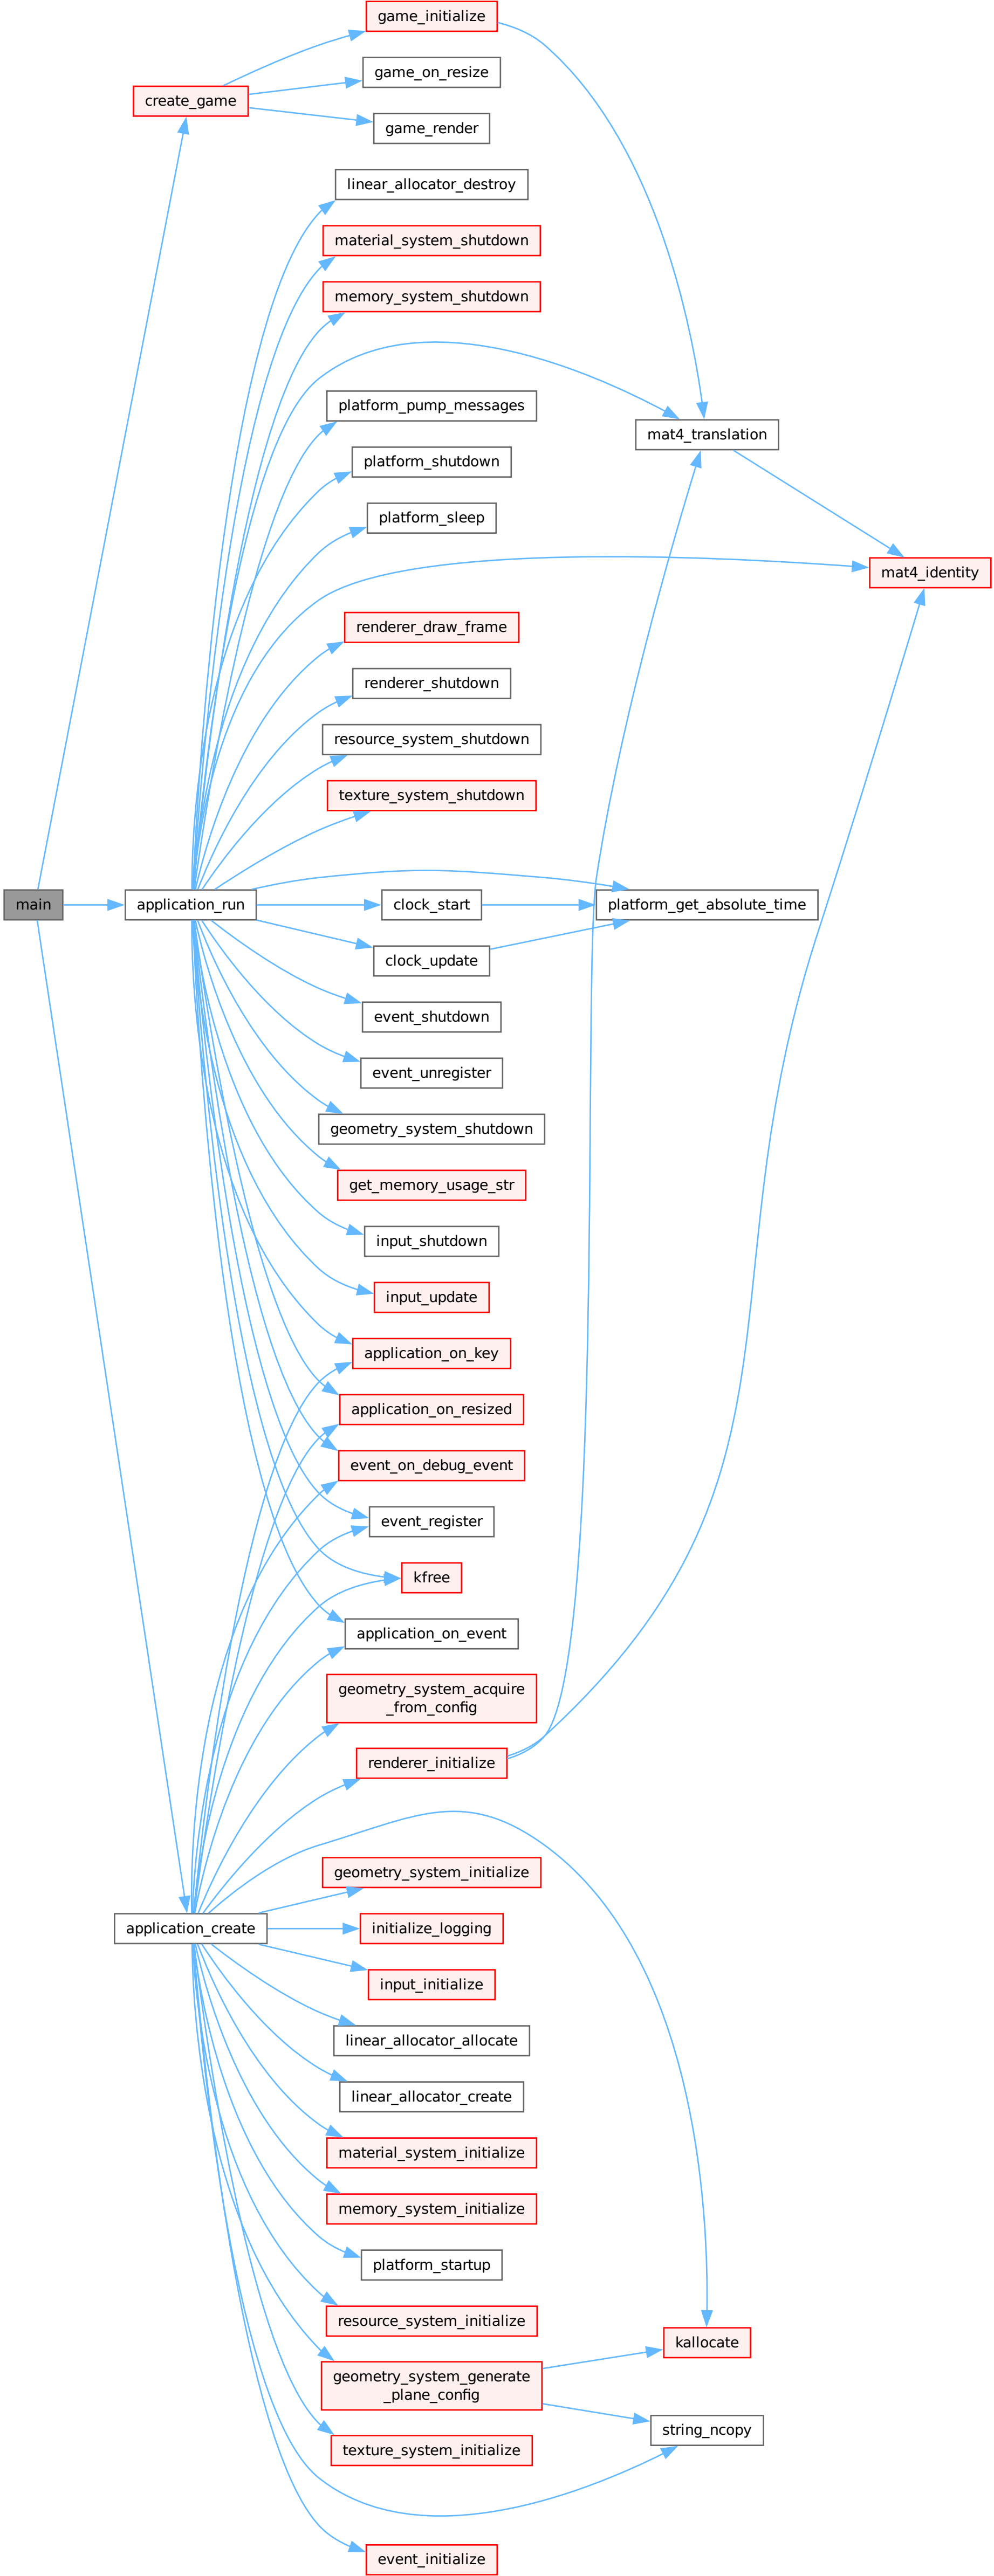 game_initialize
game_on_resize
create_game
game_render
linear_allocator_destroy
material_system_shutdown
memory_system_shutdown
platform_pump_messages
mat4_translation
platform_shutdown
platform_sleep
mat4_identity
renderer_draw_frame
renderer_shutdown
resource_system_shutdown
texture_system_shutdown
main
application_run
clock_start
platform_get_absolute_time
clock_update
event_shutdown
event_unregister
geometry_system_shutdown
get_memory_usage_str
input_shutdown
input_update
application_on_key
application_on_resized
event_on_debug_event
event_register
kfree
application_on_event
geometry_system_acquire
_from_config
renderer_initialize
geometry_system_initialize
application_create
initialize_logging
input_initialize
linear_allocator_allocate
linear_allocator_create
material_system_initialize
memory_system_initialize
platform_startup
resource_system_initialize
kallocate
geometry_system_generate
_plane_config
string_ncopy
texture_system_initialize
event_initialize